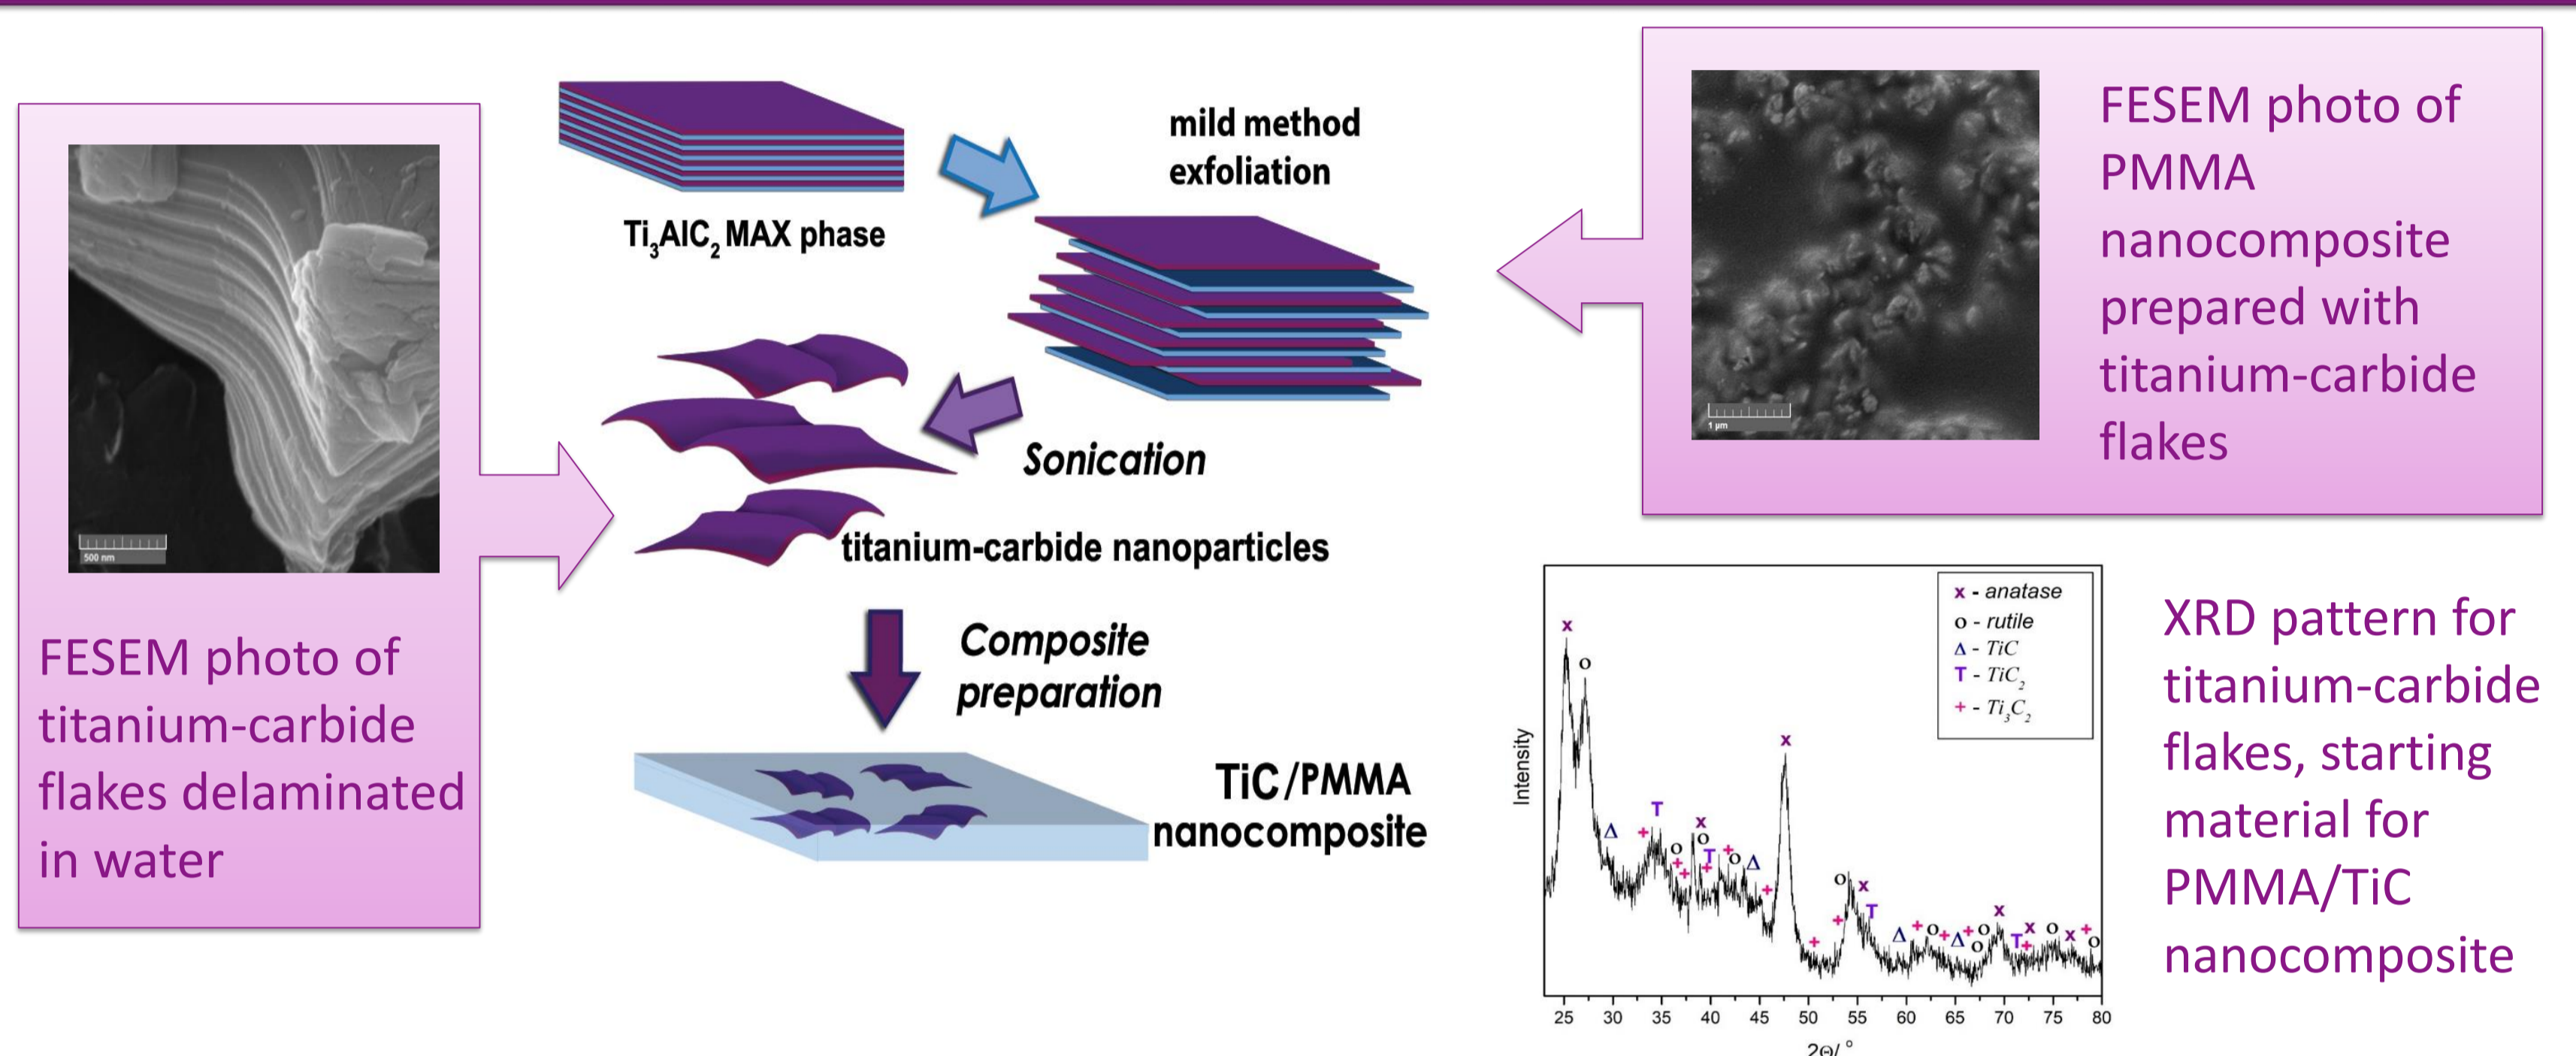 FESEM photo of
titanium-carbide
flakes delaminated
in water
500 nm
Ti₃AlC₂ MAX phase
mild method
exfoliation
Sonication
titanium-carbide nanoparticles
Composite
preparation
TiC/PMMA
nanocomposite
1 µm
FESEM photo of
PMMA
nanocomposite
prepared with
titanium-carbide
flakes
x - anatase
o - rutile
Δ - TiC
T - TiC₂
+ - Ti₃C₂
Intensity
25 30 35 40 45 50 55 60 65 70 75 80
2Θ/ °
XRD pattern for
titanium-carbide
flakes, starting
material for
PMMA/TiC
nanocomposite